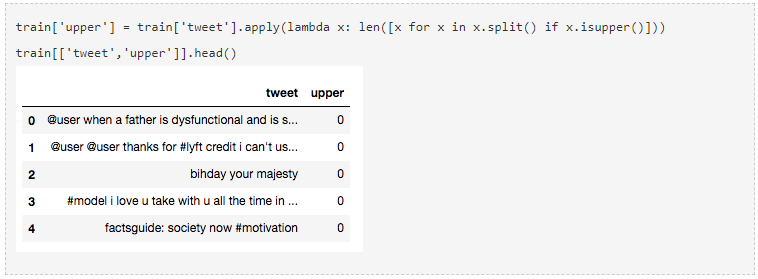 train['upper'] = train['tweet'].apply(lambda x: len([x for x in x.split() if x.isupper()]))
train[['tweet','upper']].head()
tweet upper
0 @user when a father is dysfunctional and is s... 0
1 @user @user thanks for #lyft credit i can't us... 0
2 bihday your majesty 0
3 #model i love u take with u all the time in ... 0
4 factsguide: society now #motivation 0